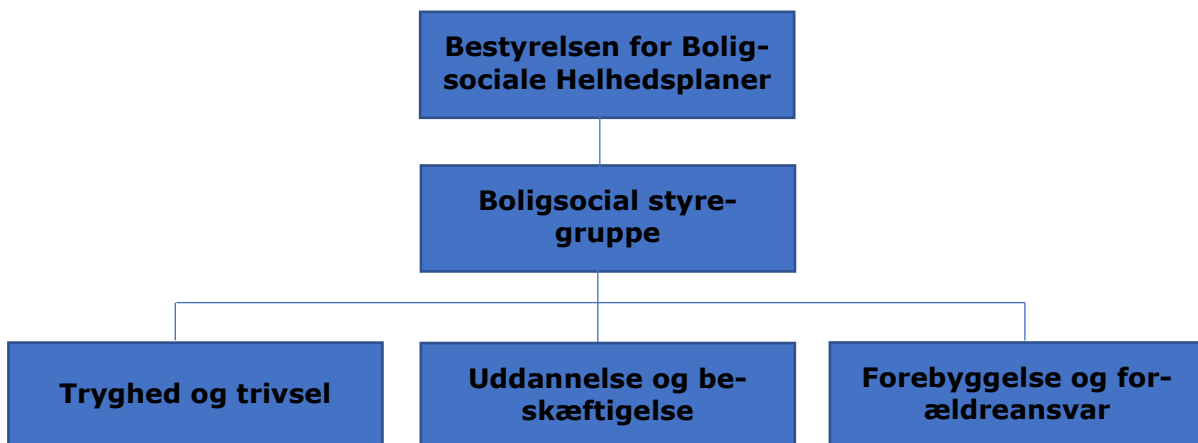 Bestyrelsen for Bolig-
sociale Helhedsplaner
Boligsocial styre-
gruppe
Tryghed og trivsel
Uddannelse og be-
skæftigelse
Forebyggelse og for-
ældreansvar